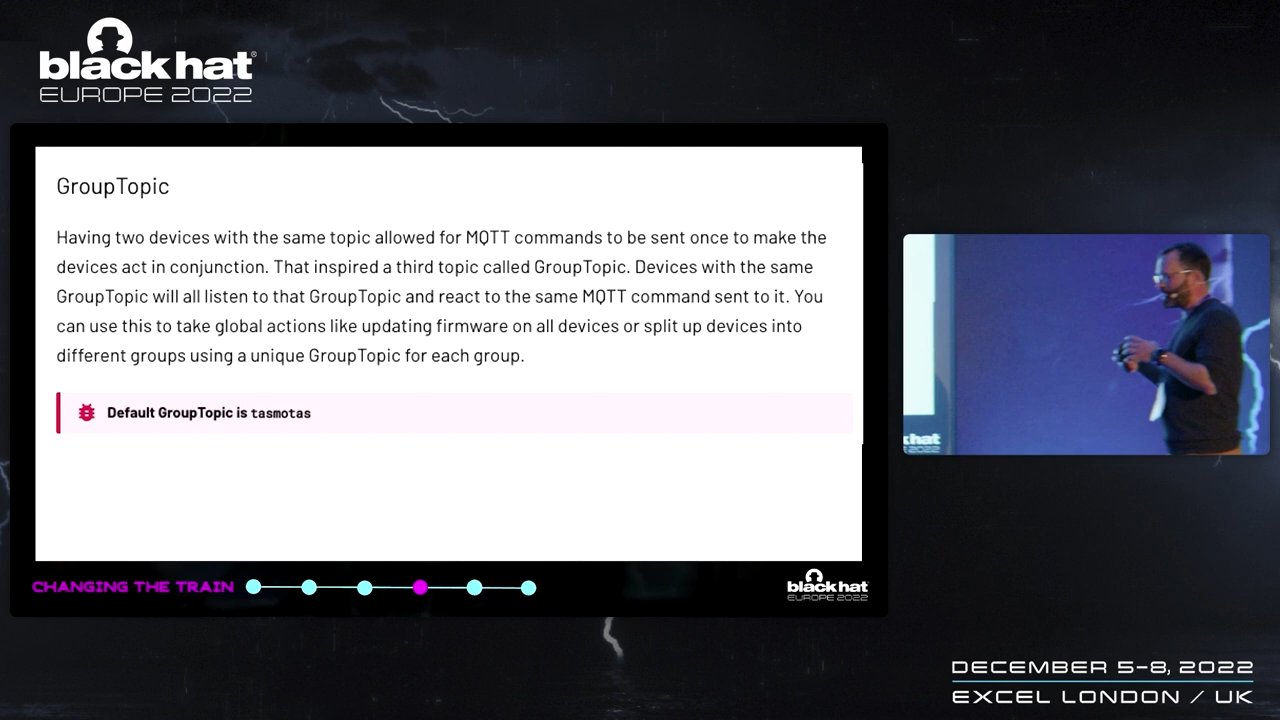 black hat®
EUROPE 2022
GroupTopic
Having two devices with the same topic allowed for MQTT commands to be sent once to make the
devices act in conjunction. That inspired a third topic called GroupTopic. Devices with the same
GroupTopic will all listen to that GroupTopic and react to the same MQTT command sent to it. You
can use this to take global actions like updating firmware on all devices or split up devices into
different groups using a unique GroupTopic for each group.
Default GroupTopic is tasmotas
CHANGING THE TRAIN
black hat
EUROPE 2022
k hat
E 2022
DECEMBER 5-8, 2022
EXCEL LONDON / UK